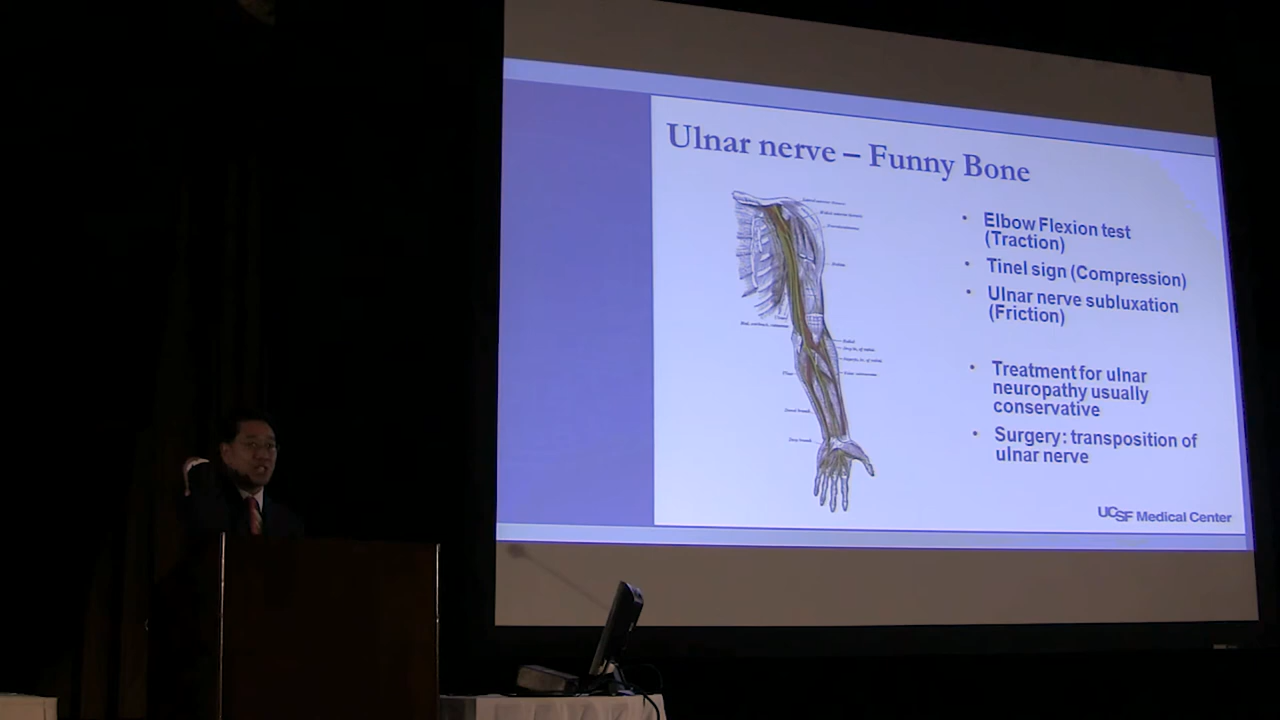 Ulnar nerve – Funny Bone
• Elbow Flexion test
(Traction)
• Tinel sign (Compression)
• Ulnar nerve subluxation
(Friction)
• Treatment for ulnar
neuropathy usually
conservative
• Surgery: transposition of
ulnar nerve
UCSF Medical Center